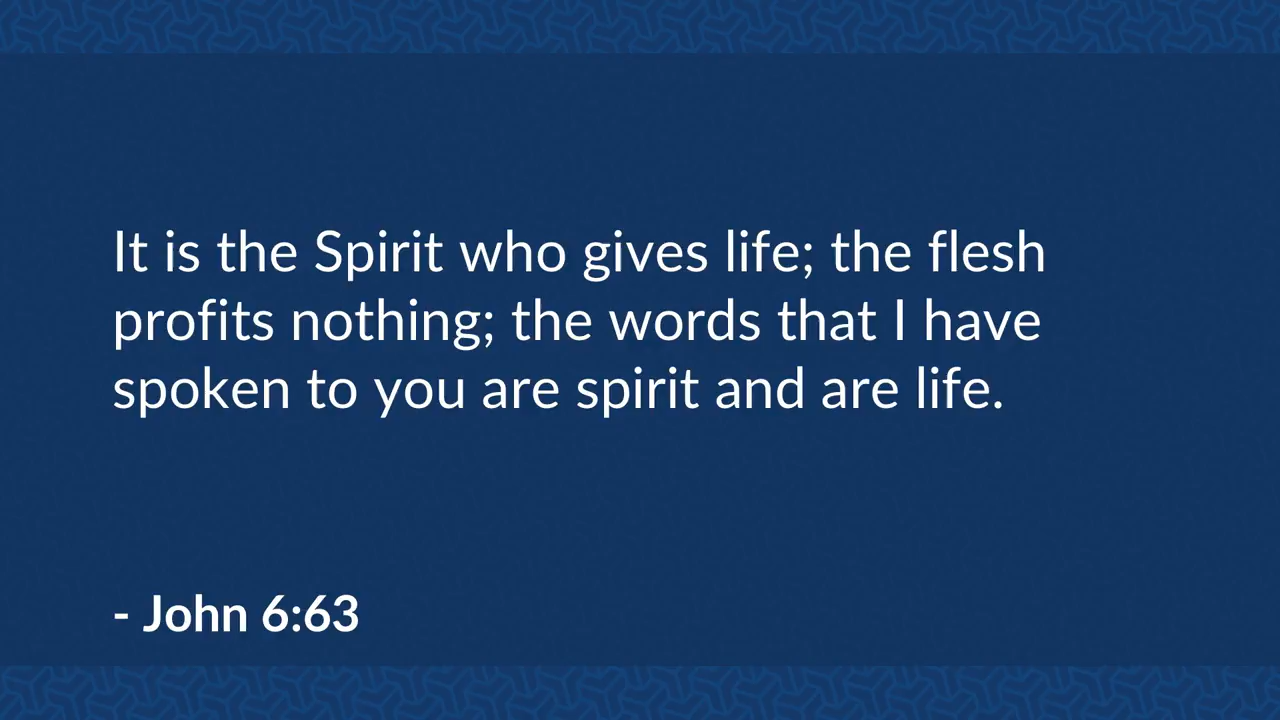 It is the Spirit who gives life; the flesh
profits nothing; the words that I have
spoken to you are spirit and are life.
- John 6:63